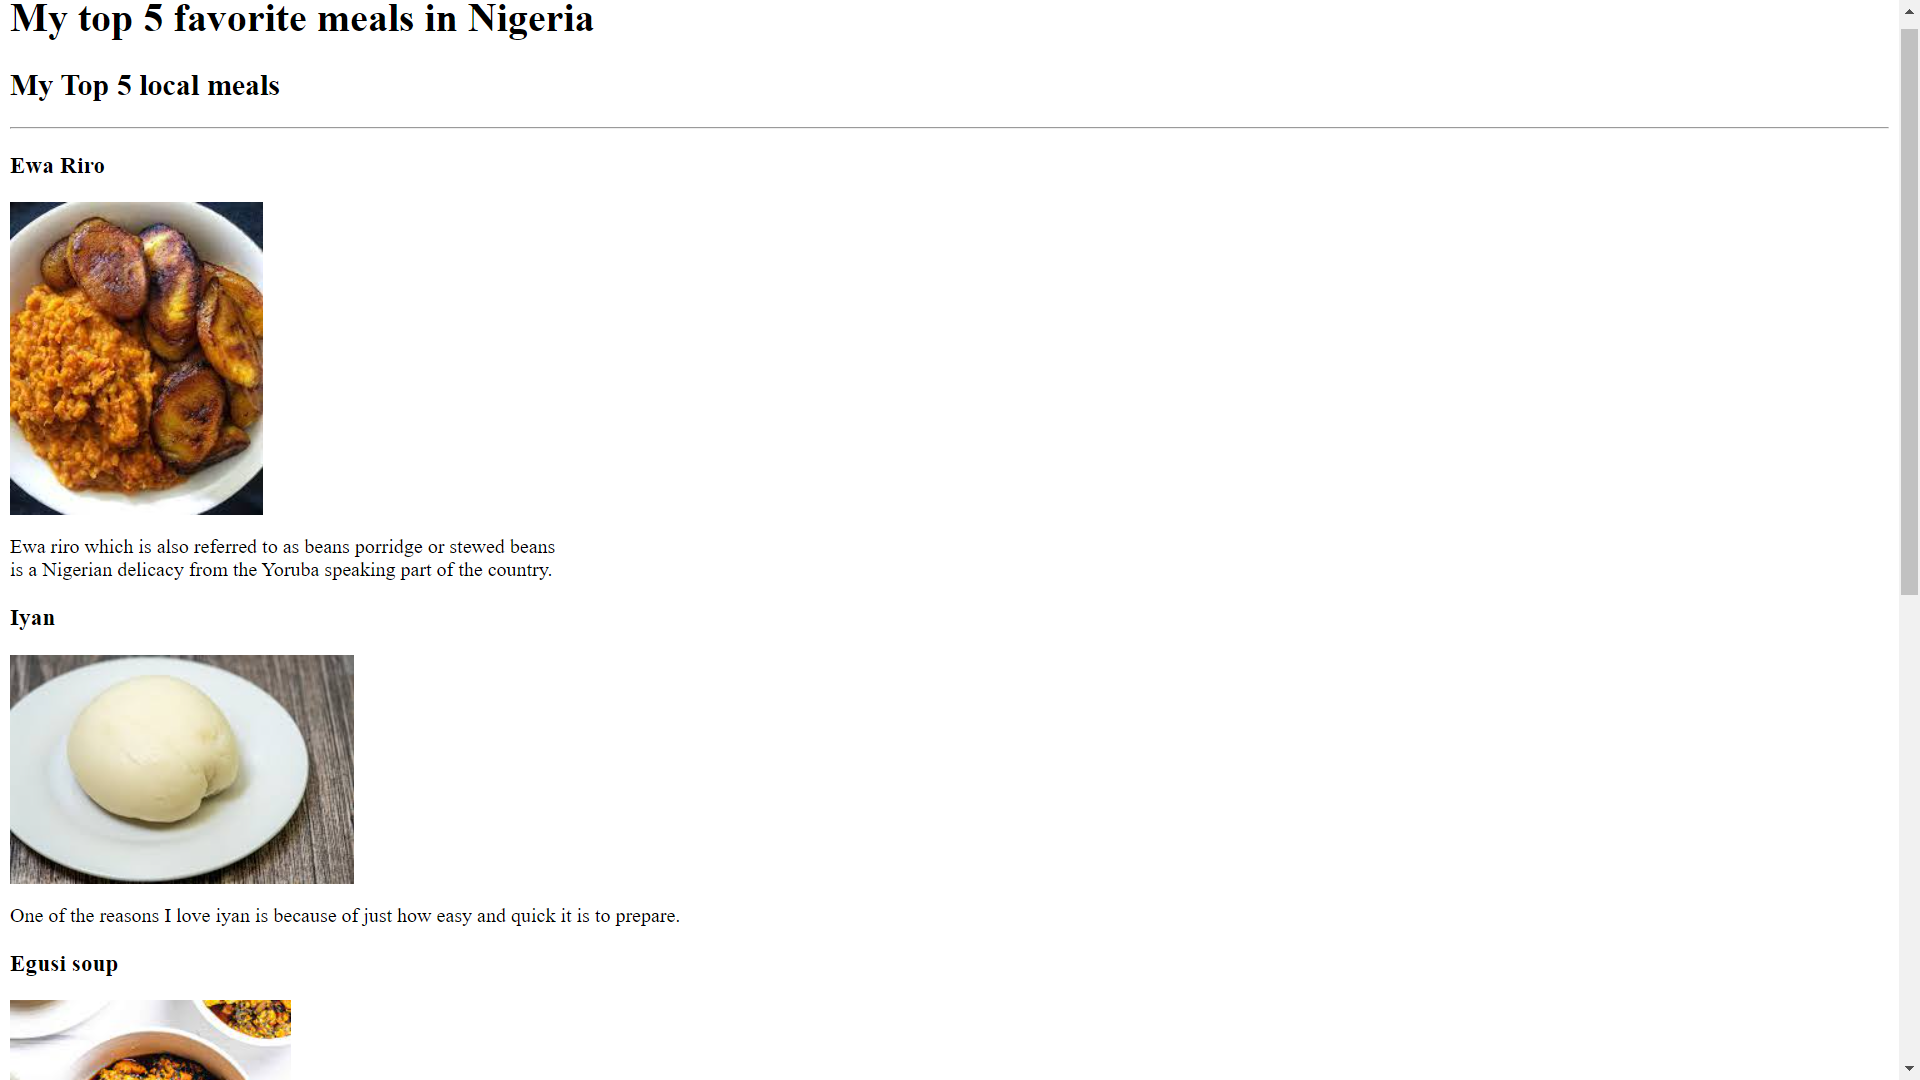 My top 5 favorite meals in Nigeria
My Top 5 local meals
Ewa Riro
Ewa riro which is also referred to as beans porridge or stewed beans
is a Nigerian delicacy from the Yoruba speaking part of the country.
Iyan
One of the reasons I love iyan is because of just how easy and quick it is to prepare.
Egusi soup